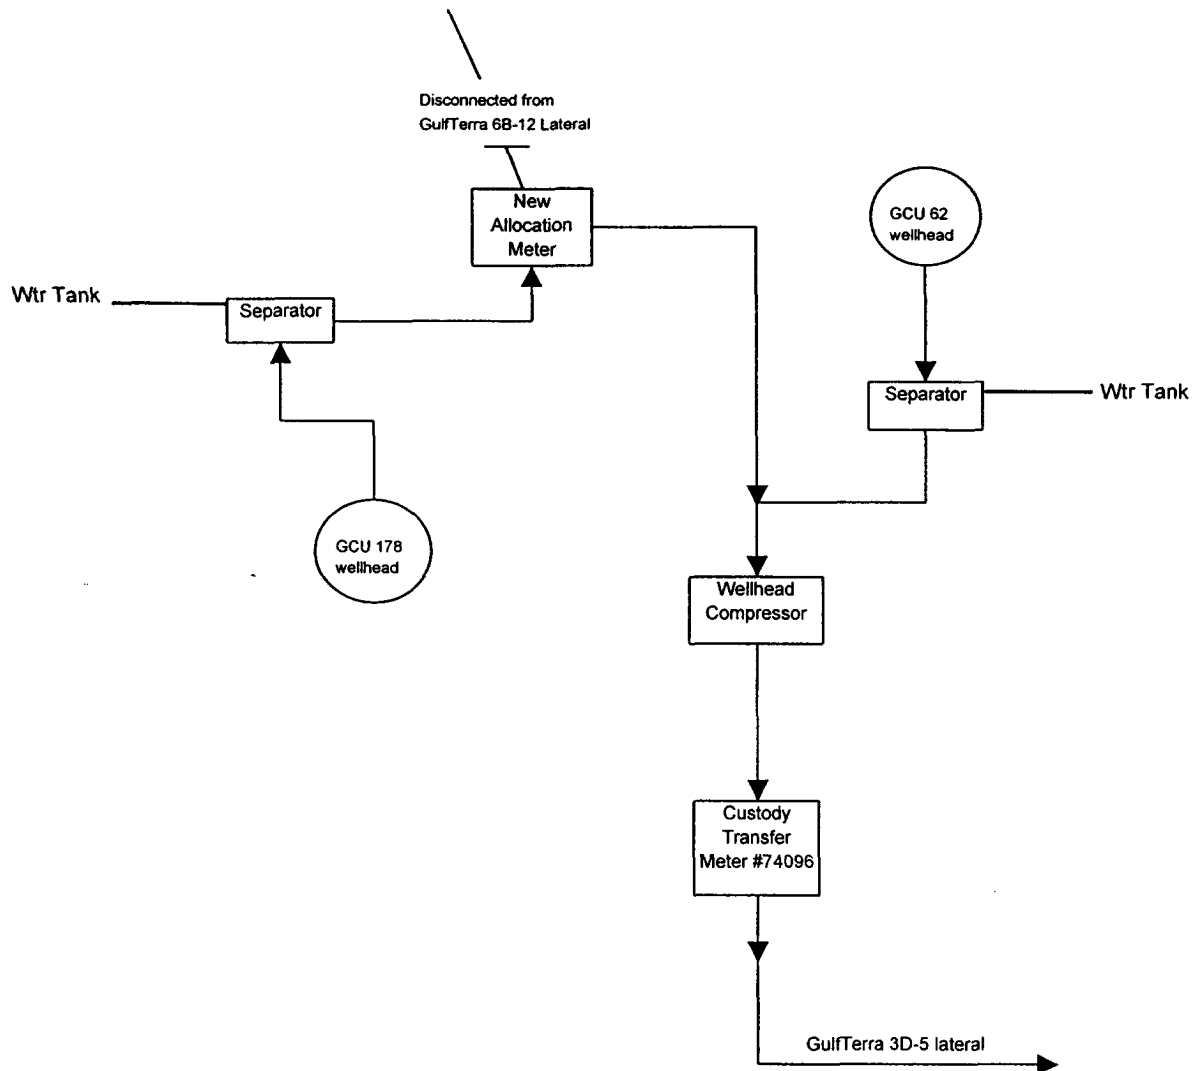 Disconnected from
GulfTerra 6B-12 Lateral
New
Allocation
Meter
GCU 62
wellhead
Wtr Tank
Separator
Separator
Wtr Tank
GCU 178
wellhead
Wellhead
Compressor
Custody
Transfer
Meter #74096
GulfTerra 3D-5 lateral